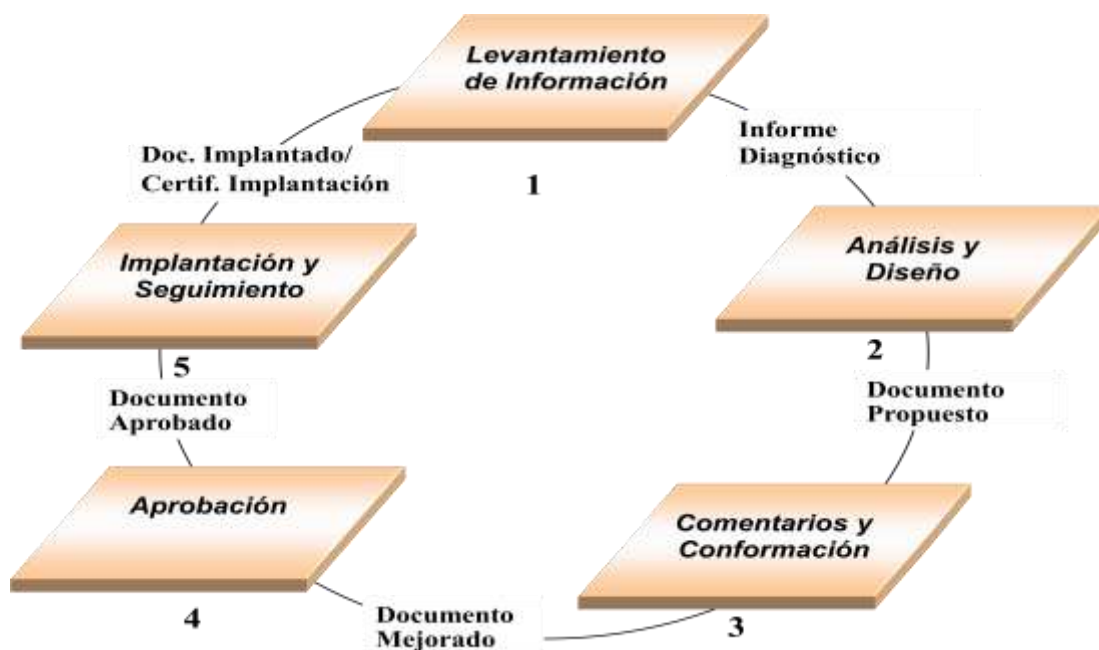 Levantamiento
de Información
1
Informe
Diagnóstico
Análisis y
Diseño
2
Documento
Propuesto
Comentarios y
Conformación
3
Documento
Mejorado
Aprobación
4
Documento
Aprobado
Implantación y
Seguimiento
5
Doc. Implantado/
Certif. Implantación